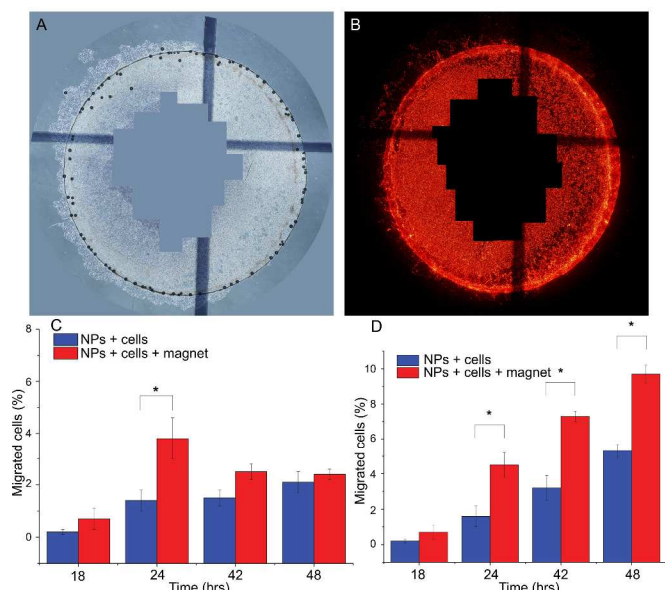 A
B
C
NPs + cells
NPs + cells + magnet
*
Migrated cells (%)
8
6
4
2
0
18
24
42
48
Time (hrs)
D
NPs + cells
NPs + cells + magnet
*
*
*
Migrated cells (%)
10
8
6
4
2
0
18
24
42
48
Time (hrs)